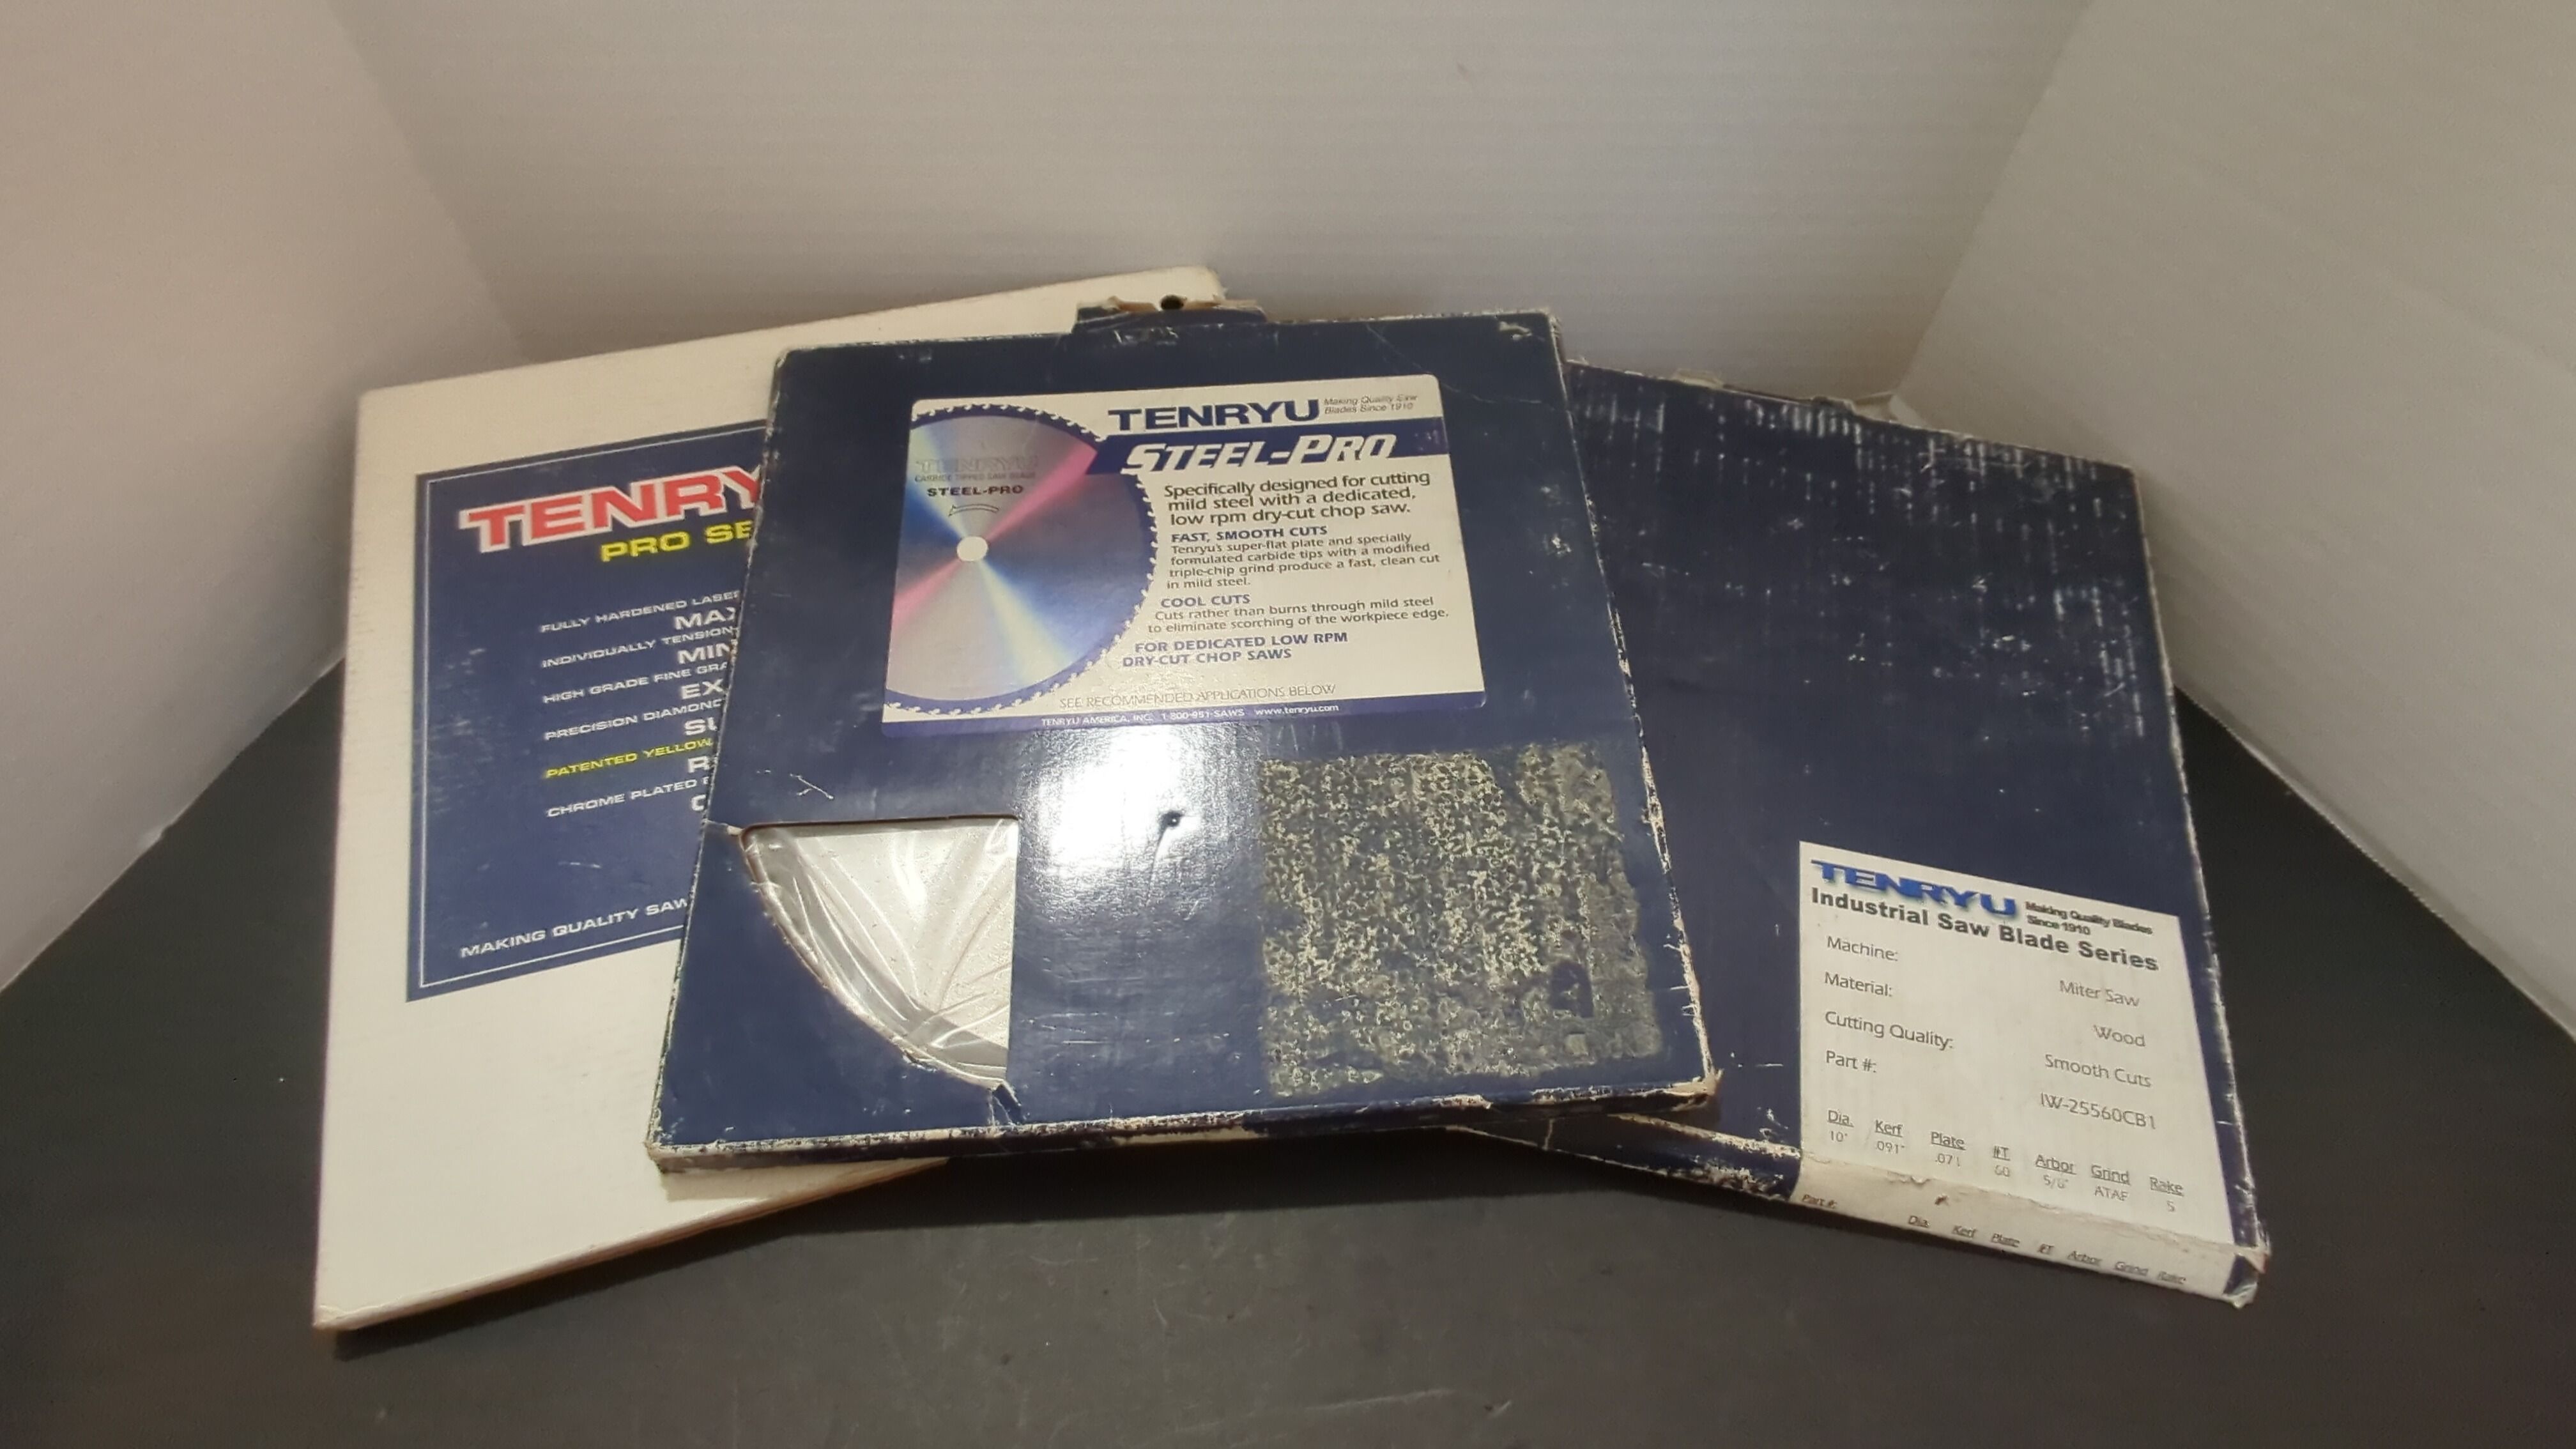 TENRY
PRO SE
FULLY HARDENED LASER
MAX
INDIVIDUALLY TENSION
MIN
HIGH GRADE FINE GRA
EX
PRECISION DIAMOND
SU
PATENTED YELLOW
R
CHROME PLATED
MAKING QUALITY SAW
TENRYU Making Quality Saw
Blades Since 1910
STEEL-PRO
TENRYU
CARBIDE TIPPED SAW BLADE
STEEL-PRO
Specifically designed for cutting
mild steel with a dedicated,
low rpm dry-cut chop saw.
FAST, SMOOTH CUTS
Tenryu's super-flat plate and specially
formulated carbide tips with a modified
triple-chip grind produce a fast, clean cut
in mild steel.
COOL CUTS
Cuts rather than burns through mild steel
to eliminate scorching of the workpiece edge.
FOR DEDICATED LOW RPM
DRY-CUT CHOP SAWS
SEE RECOMMENDED APPLICATIONS BELOW
TENRYU AMERICA, INC. 1-800-951-SAWS www.tenryu.com
TENRYU Making Quality Blades
Since 1910
Industrial Saw Blade Series
Machine: Miter Saw
Material: Wood
Cutting Quality: Smooth Cuts
Part #: IW-25560CB1
Dia. Kerf Plate #T Arbor Grind Rake
10" .091" .071 60 5/8" ATAF 5
Part #:
Dia. Kerf Plate #T Arbor Grind Rake